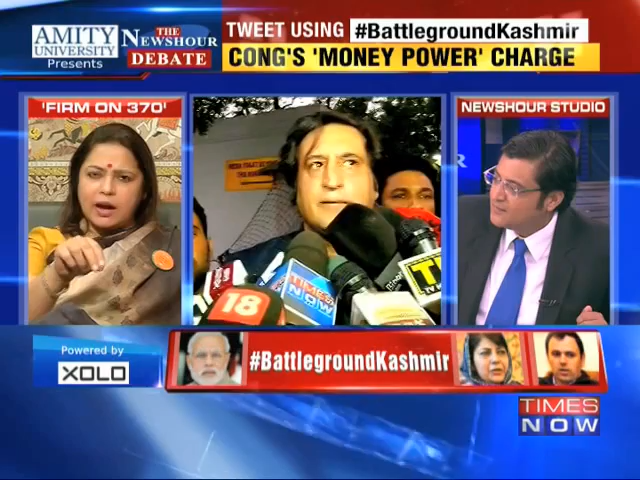 AMITY UNIVERSITY
Presents
THE NEWSHOUR DEBATE
TWEET USING #BattlegroundKashmir
CONG'S 'MONEY POWER' CHARGE
'FIRM ON 370'
NEWSHOUR STUDIO
18
TIMES NOW
Powered by
XOLO
#BattlegroundKashmir
TIMES NOW